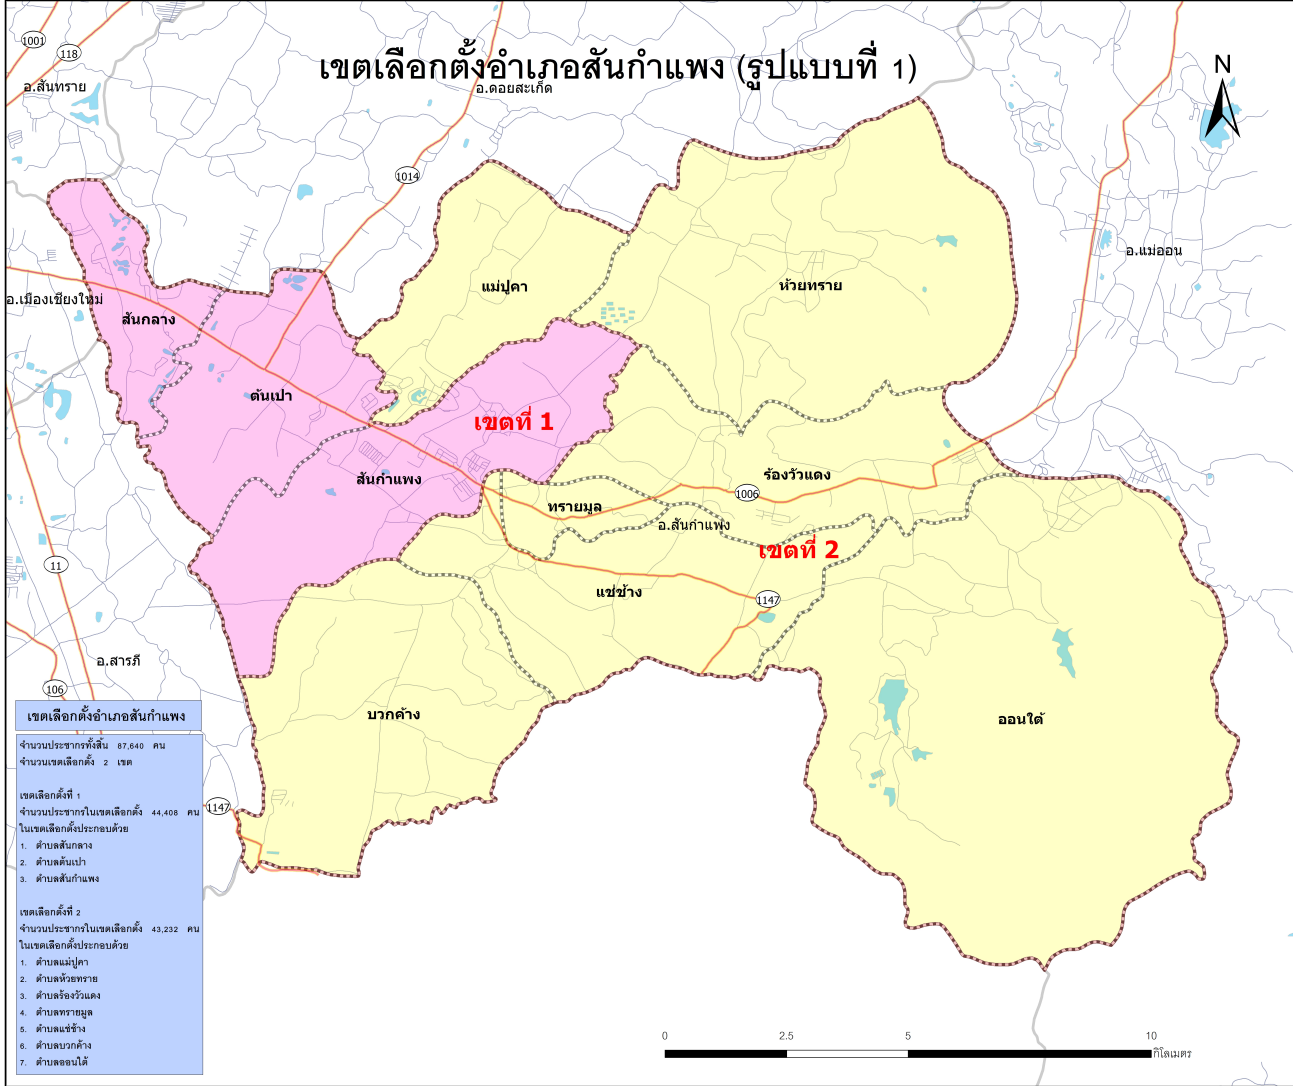 เขตเลือกตั้งอำเภอสันกำแพง (รูปแบบที่ 1)
N
1001
118
อ.สันทราย
อ.ดอยสะเก็ด
1014
อ.แม่ออน
แม่ปูคา
ห้วยทราย
อ.เมืองเชียงใหม่
สันกลาง
ต้นเปา
เขตที่ 1
สันกำแพง
ร้องวัวแดง
1006
ทรายมูล
อ.สันกำแพง
เขตที่ 2
11
แช่ช้าง
1147
อ.สารภี
106
บวกค้าง
ออนใต้
1147
เขตเลือกตั้งอำเภอสันกำแพง
จำนวนประชากรทั้งสิ้น 87,640 คน
จำนวนเขตเลือกตั้ง 2 เขต
เขตเลือกตั้งที่ 1
จำนวนประชากรในเขตเลือกตั้ง 44,408 คน
ในเขตเลือกตั้งประกอบด้วย
1. ตำบลสันกลาง
2. ตำบลต้นเปา
3. ตำบลสันกำแพง
เขตเลือกตั้งที่ 2
จำนวนประชากรในเขตเลือกตั้ง 43,232 คน
ในเขตเลือกตั้งประกอบด้วย
1. ตำบลแม่ปูคา
2. ตำบลห้วยทราย
3. ตำบลร้องวัวแดง
4. ตำบลทรายมูล
5. ตำบลแช่ช้าง
6. ตำบลบวกค้าง
7. ตำบลออนใต้
0 2.5 5 10
กิโลเมตร